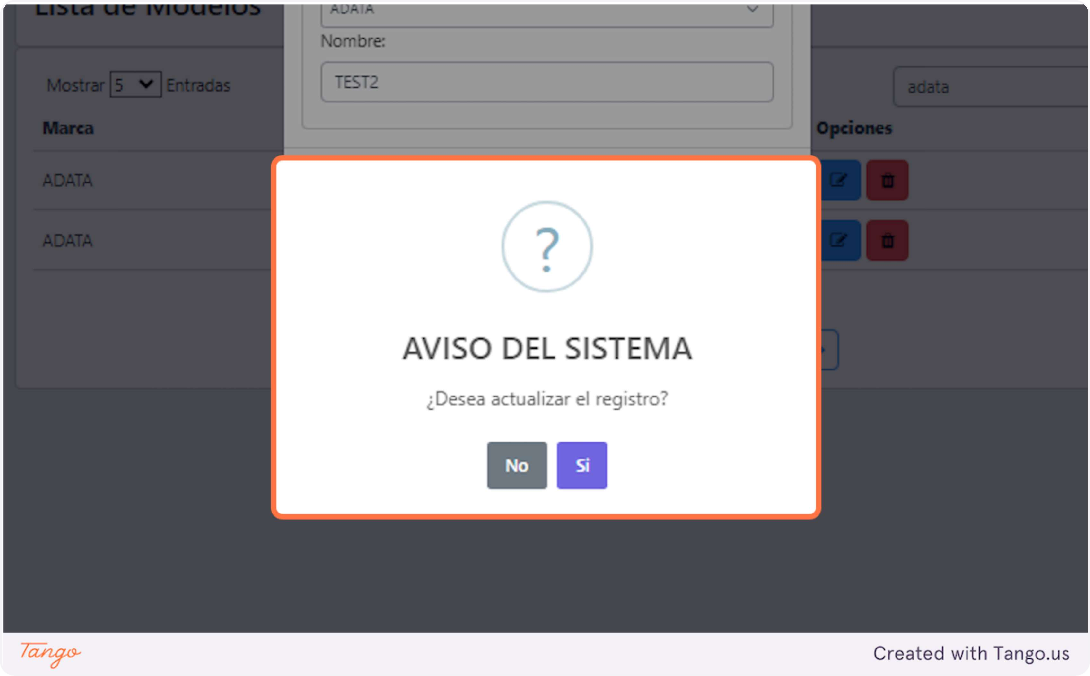 Lista de Modelos
ADATA
Nombre:
TEST2
Mostrar 5 Entradas
adata
Marca
Opciones
ADATA
ADATA
?
AVISO DEL SISTEMA
¿Desea actualizar el registro?
No
Si
Tango
Created with Tango.us